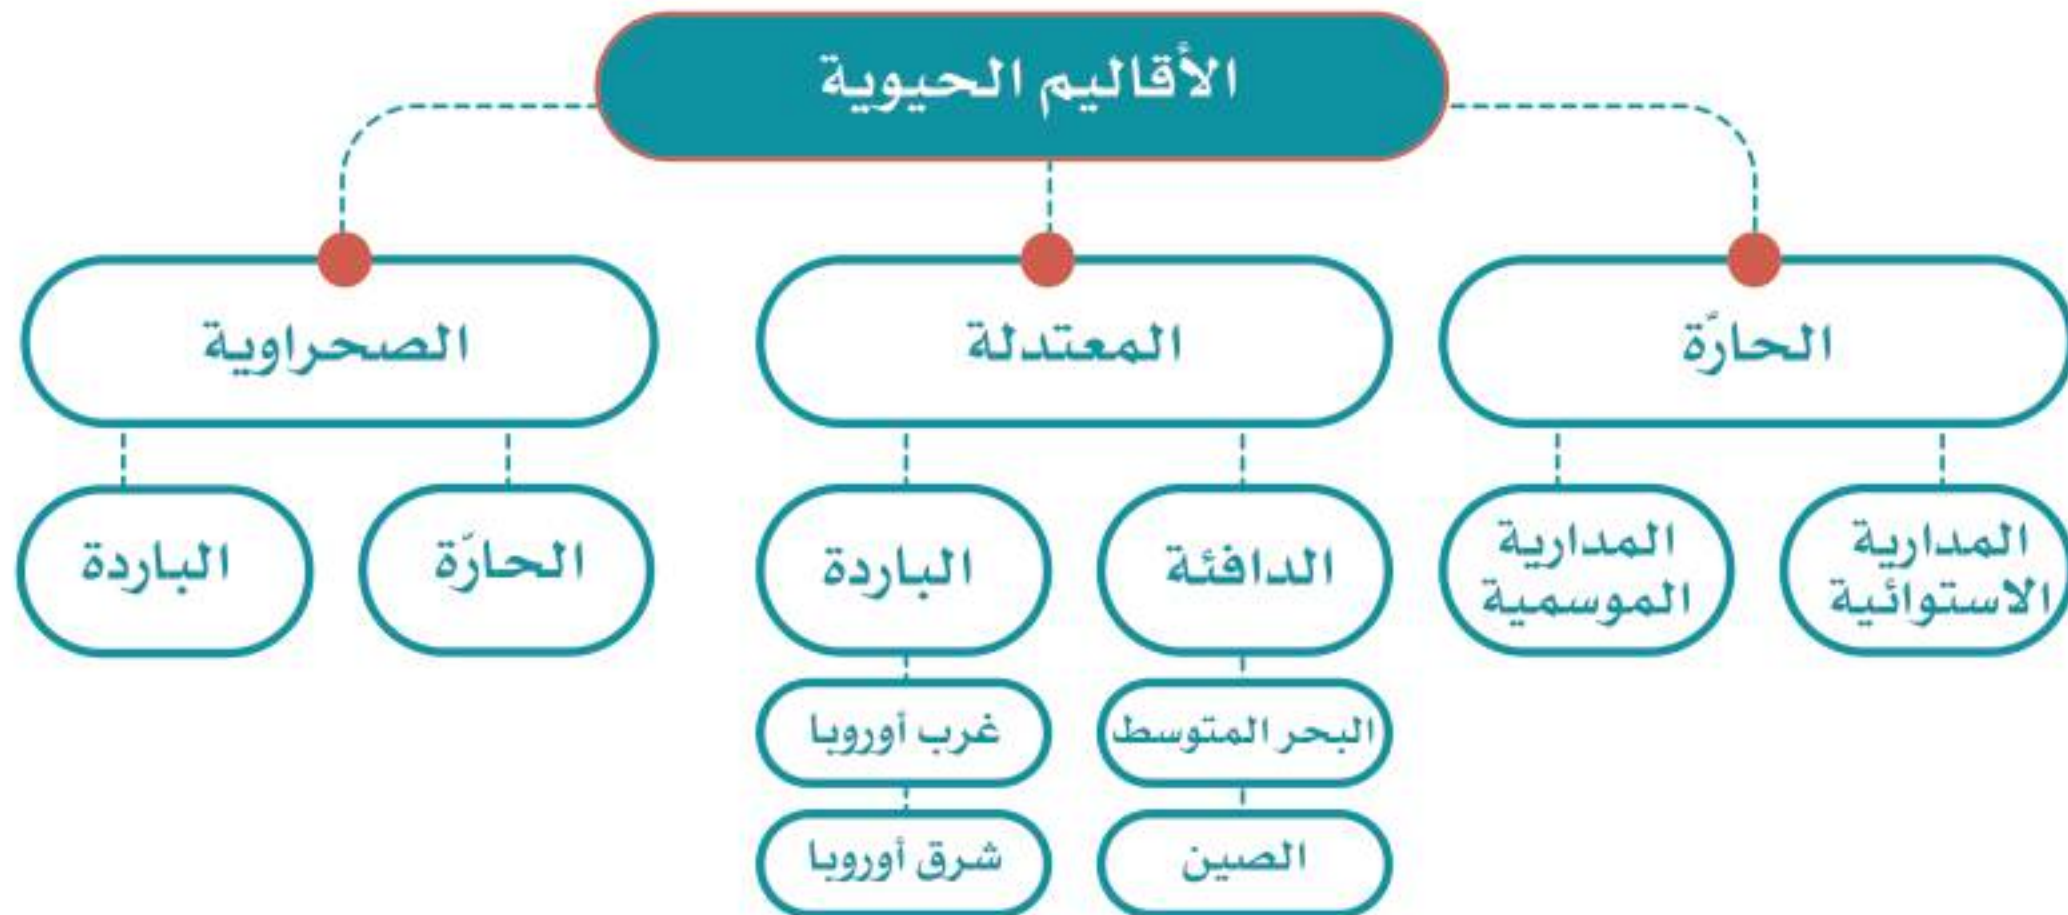 الأقاليم الحيوية
الحارّة
المعتدلة
الصحراوية
المدارية
الاستوائية
المدارية
الموسمية
الدافئة
الباردة
الحارّة
الباردة
البحر المتوسط
غرب أوروبا
الصين
شرق أوروبا